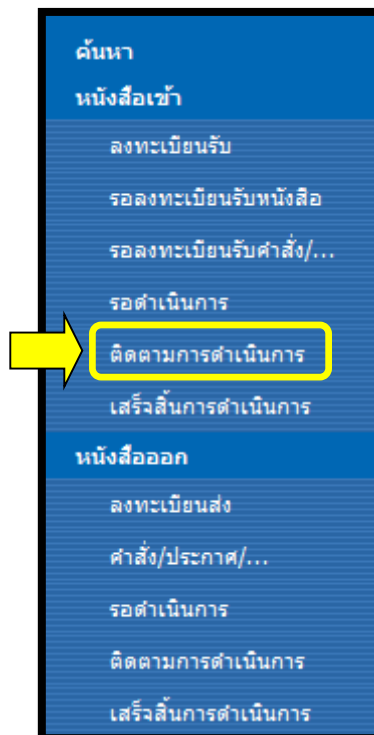 ค้นหา
หนังสือเข้า
ลงทะเบียนรับ
รอลงทะเบียนรับหนังสือ
รอลงทะเบียนรับคำสั่ง/...
รอดำเนินการ
ติดตามการดำเนินการ
เสร็จสิ้นการดำเนินการ
หนังสือออก
ลงทะเบียนส่ง
คำสั่ง/ประกาศ/...
รอดำเนินการ
ติดตามการดำเนินการ
เสร็จสิ้นการดำเนินการ